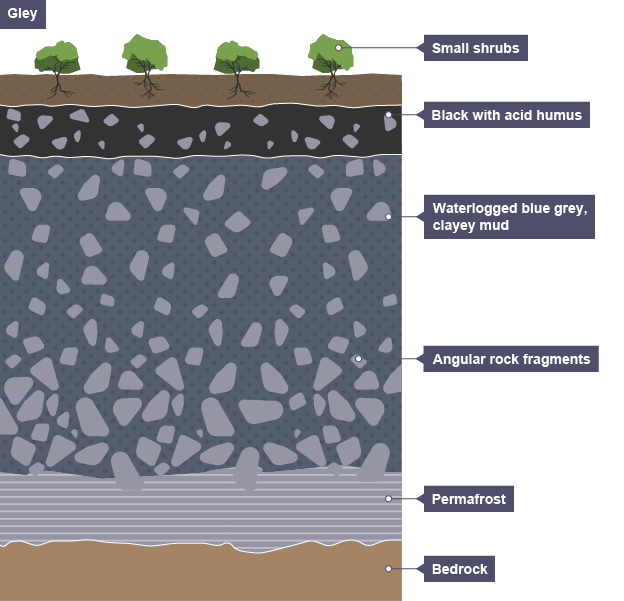 Gley
Small shrubs
Black with acid humus
Waterlogged blue grey,
clayey mud
Angular rock fragments
Permafrost
Bedrock